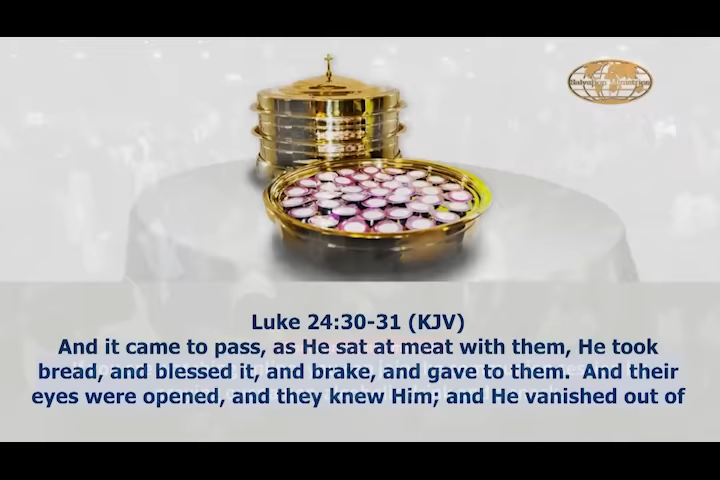 Salvation Ministries
Luke 24:30-31 (KJV)
And it came to pass, as He sat at meat with them, He took
bread, and blessed it, and brake, and gave to them.  And their
eyes were opened, and they knew Him; and He vanished out of